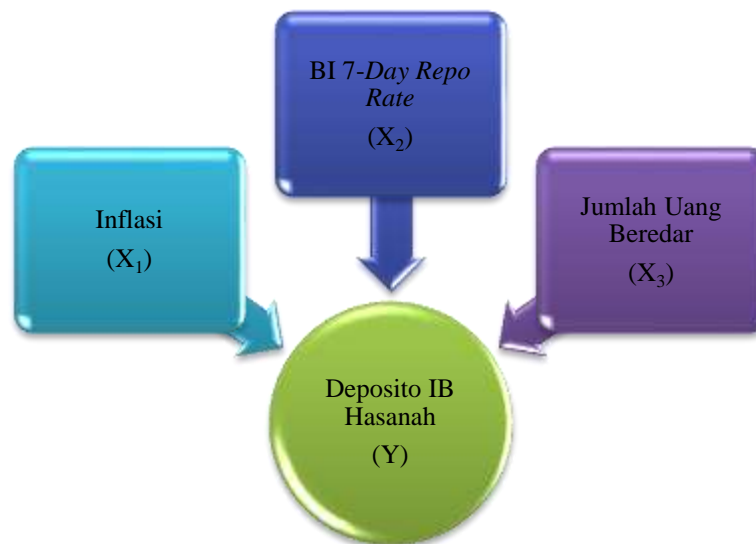 BI 7-Day Repo
Rate
(X₂)
Inflasi
(X₁)
Jumlah Uang
Beredar
(X₃)
Deposito IB
Hasanah
(Y)